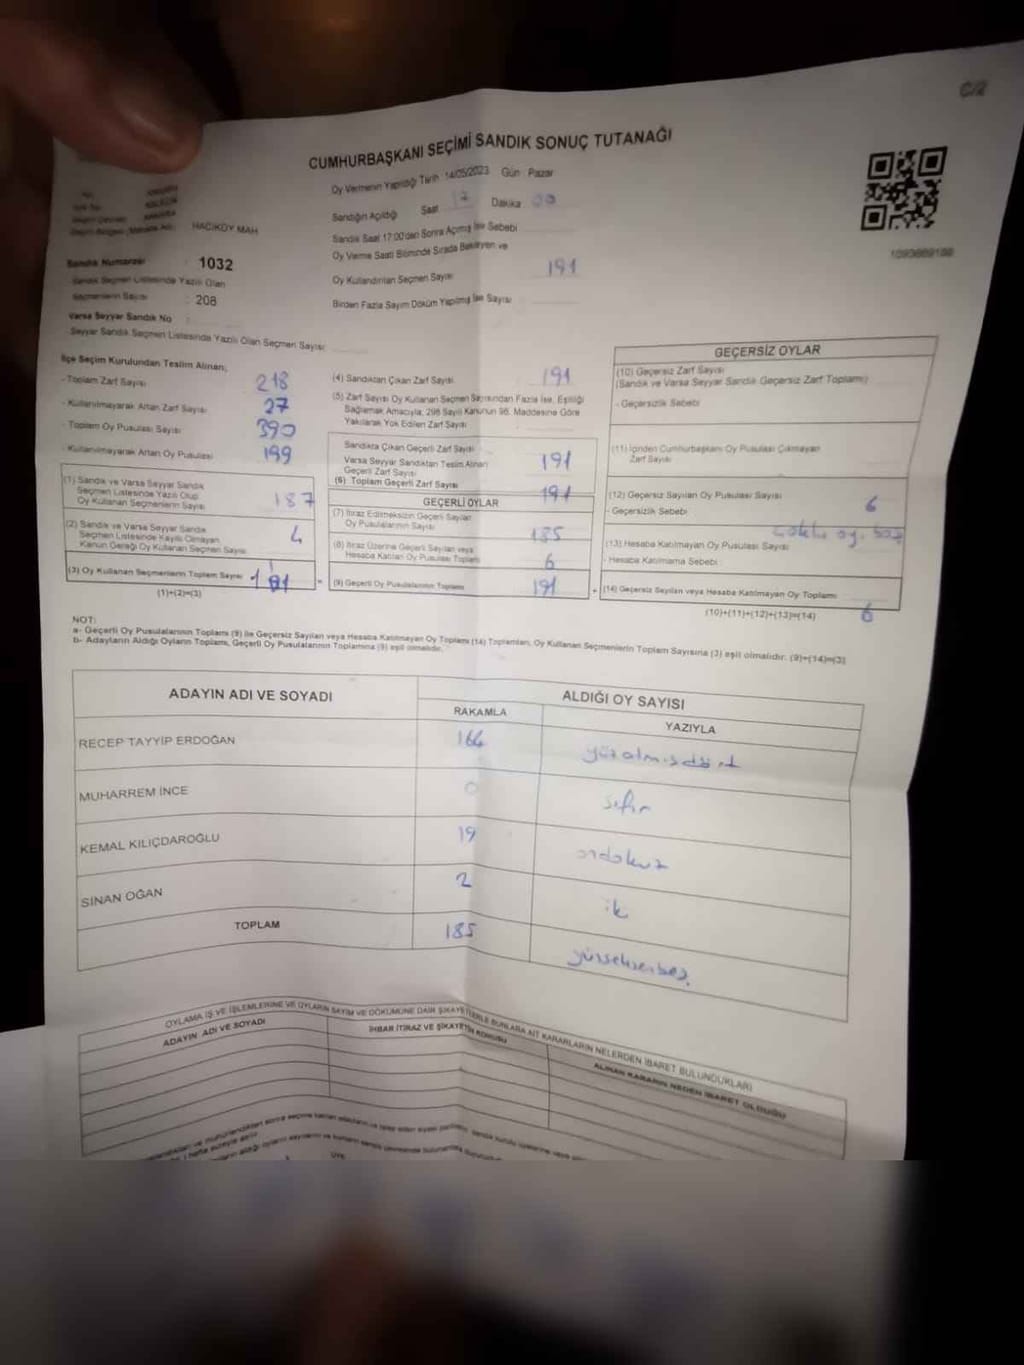 C/2
CUMHURBAŞKANI SEÇİMİ SANDIK SONUÇ TUTANAĞI
Oy Vermenin Yapıldığı Tarih 14/05/2023 Gün Pazar
HACIKÖY MAH
Sandığın Açıldığı Saat 17 Dakika 00
Sandık Saat 17:00'den Sonra Açılmış İse Sebebi
Oy Verme Saati Bitiminde Sırada Bekleyen ve
Oy Kullandırılan Seçmen Sayısı 191
Birden Fazla Sayım Döküm Yapılmış İse Sayısı
Sandık Numarası : 1032
Sandık Seçmen Listesinde Yazılı Olan
Seçmenlerin Sayısı : 208
Varsa Seyyar Sandık No :
Seyyar Sandık Seçmen Listesinde Yazılı Olan Seçmen Sayısı
İlçe Seçim Kurulundan Teslim Alınan;
- Toplam Zarf Sayısı 218
- Kullanılmayarak Artan Zarf Sayısı 27
- Toplam Oy Pusulası Sayısı 390
- Kullanılmayarak Artan Oy Pusulası 199
(1) Sandık ve Varsa Seyyar Sandık
Seçmen Listesinde Yazılı Olup
Oy Kullanan Seçmenlerin Sayısı 187
(2) Sandık ve Varsa Seyyar Sandık
Seçmen Listesinde Kayıtlı Olmayan
Kanun Gereği Oy Kullanan Seçmen Sayısı 4
(3) Oy Kullanan Seçmenlerin Toplam Sayısı 191
(1)+(2)=(3)
(4) Sandıktan Çıkan Zarf Sayısı 191
(5) Zarf Sayısı Oy Kullanan Seçmen Sayısından Fazla İse, Eşitliği
Sağlamak Amacıyla, 298 Sayılı Kanunun 98. Maddesine Göre
Yakılarak Yok Edilen Zarf Sayısı
Sandıkta Çıkan Geçerli Zarf Sayısı
Varsa Seyyar Sandıktan Teslim Alınan
Geçerli Zarf Sayısı 191
(6) Toplam Geçerli Zarf Sayısı 191
GEÇERLİ OYLAR
(7) İtiraz Edilmeksizin Geçerli Sayılan
Oy Pusulalarının Sayısı 185
(8) İtiraz Üzerine Geçerli Sayılan veya
Hesaba Katılan Oy Pusulası Toplamı 6
(9) Geçerli Oy Pusulalarının Toplamı 191
GEÇERSİZ OYLAR
(10) Geçersiz Zarf Sayısı
(Sandık ve Varsa Seyyar Sandık Geçersiz Zarf Toplamı)
- Geçersizlik Sebebi
(11) İçinden Cumhurbaşkanı Oy Pusulası Çıkmayan
Zarf Sayısı
(12) Geçersiz Sayılan Oy Pusulası Sayısı 6
- Geçersizlik Sebebi
(13) Hesaba Katılmayan Oy Pusulası Sayısı
- Hesaba Katılmama Sebebi
(14) Geçersiz Sayılan veya Hesaba Katılmayan Oy Toplamı 6
(10)+(11)+(12)+(13)=(14)
NOT:
a- Geçerli Oy Pusulalarının Toplamı (9) ile Geçersiz Sayılan veya Hesaba Katılmayan Oy Toplamı (14) Toplamları, Oy Kullanan Seçmenlerin Toplam Sayısına (3) eşit olmalıdır. (9)+(14)=(3)
b- Adayların Aldığı Oyların Toplamı, Geçerli Oy Pusulalarının Toplamına (9) eşit olmalıdır.
ADAYIN ADI VE SOYADI
ALDIĞI OY SAYISI
RAKAMLA YAZIYLA
RECEP TAYYİP ERDOĞAN 164 yüzaltmışdört
MUHARREM İNCE 0 sıfır
KEMAL KILIÇDAROĞLU 19 ondokuz
SİNAN OĞAN 2 iki
TOPLAM 185 yüzseksenbeş
OYLAMA İŞ VE İŞLEMLERİNE VE OYLARIN SAYIM VE DÖKÜMÜNE DAİR ŞİKAYETLERLE BUNLARA AİT KARARLARIN NELERDEN İBARET BULUNDUKLARI
ADAYIN ADI VE SOYADI
İHBAR İTİRAZ VE ŞİKAYETİN KONUSU
ALINAN KARARIN NEDEN İBARET OLDUĞU